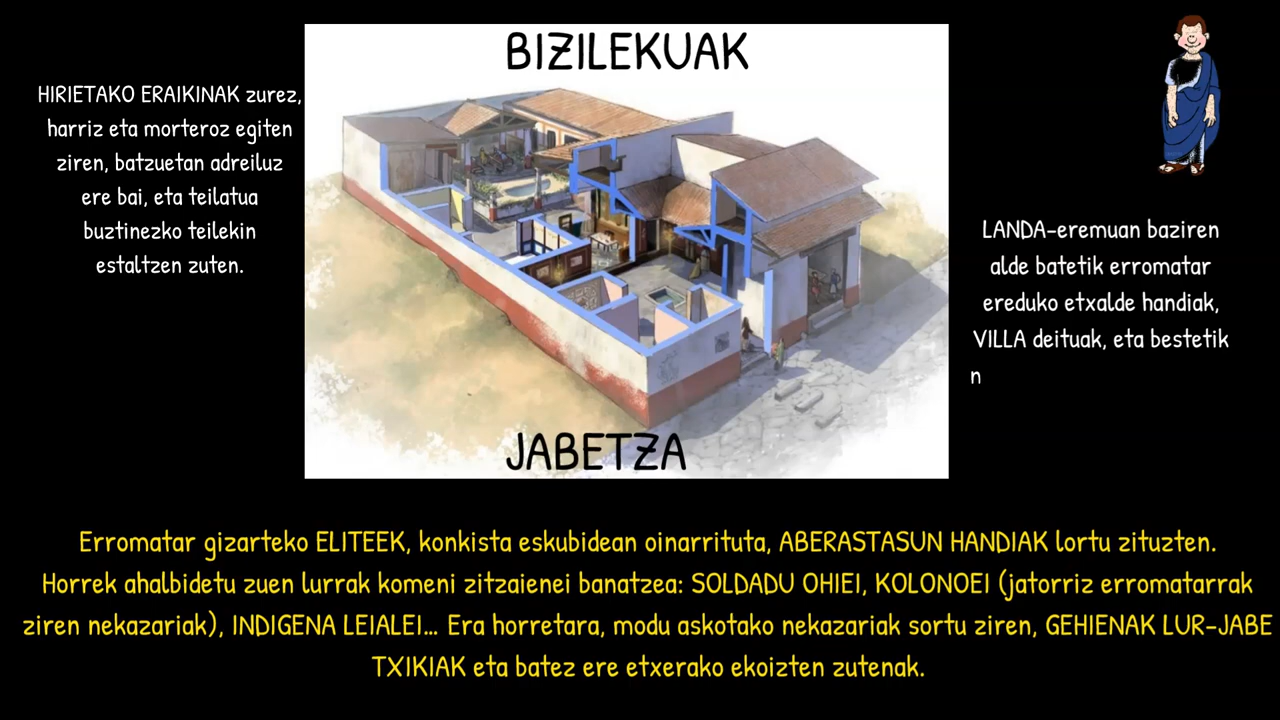 BIZILEKUAK
HIRIETAKO ERAIKINAK zurez,
harriz eta morteroz egiten
ziren, batzuetan adreiluz
ere bai, eta teilatua
buztinezko teilekin
estaltzen zuten.
LANDA-eremuan baziren
alde batetik erromatar
ereduko etxalde handiak,
VILLA deituak, eta bestetik
n
JABETZA
Erromatar gizarteko ELITEEK, konkista eskubidean oinarrituta, ABERASTASUN HANDIAK lortu zituzten.
Horrek ahalbidetu zuen lurrak komeni zitzaienei banatzea: SOLDADU OHIEI, KOLONOEI (jatorriz erromatarrak
ziren nekazariak), INDIGENA LEIALEI... Era horretara, modu askotako nekazariak sortu ziren, GEHIENAK LUR-JABE
TXIKIAK eta batez ere etxerako ekoizten zutenak.